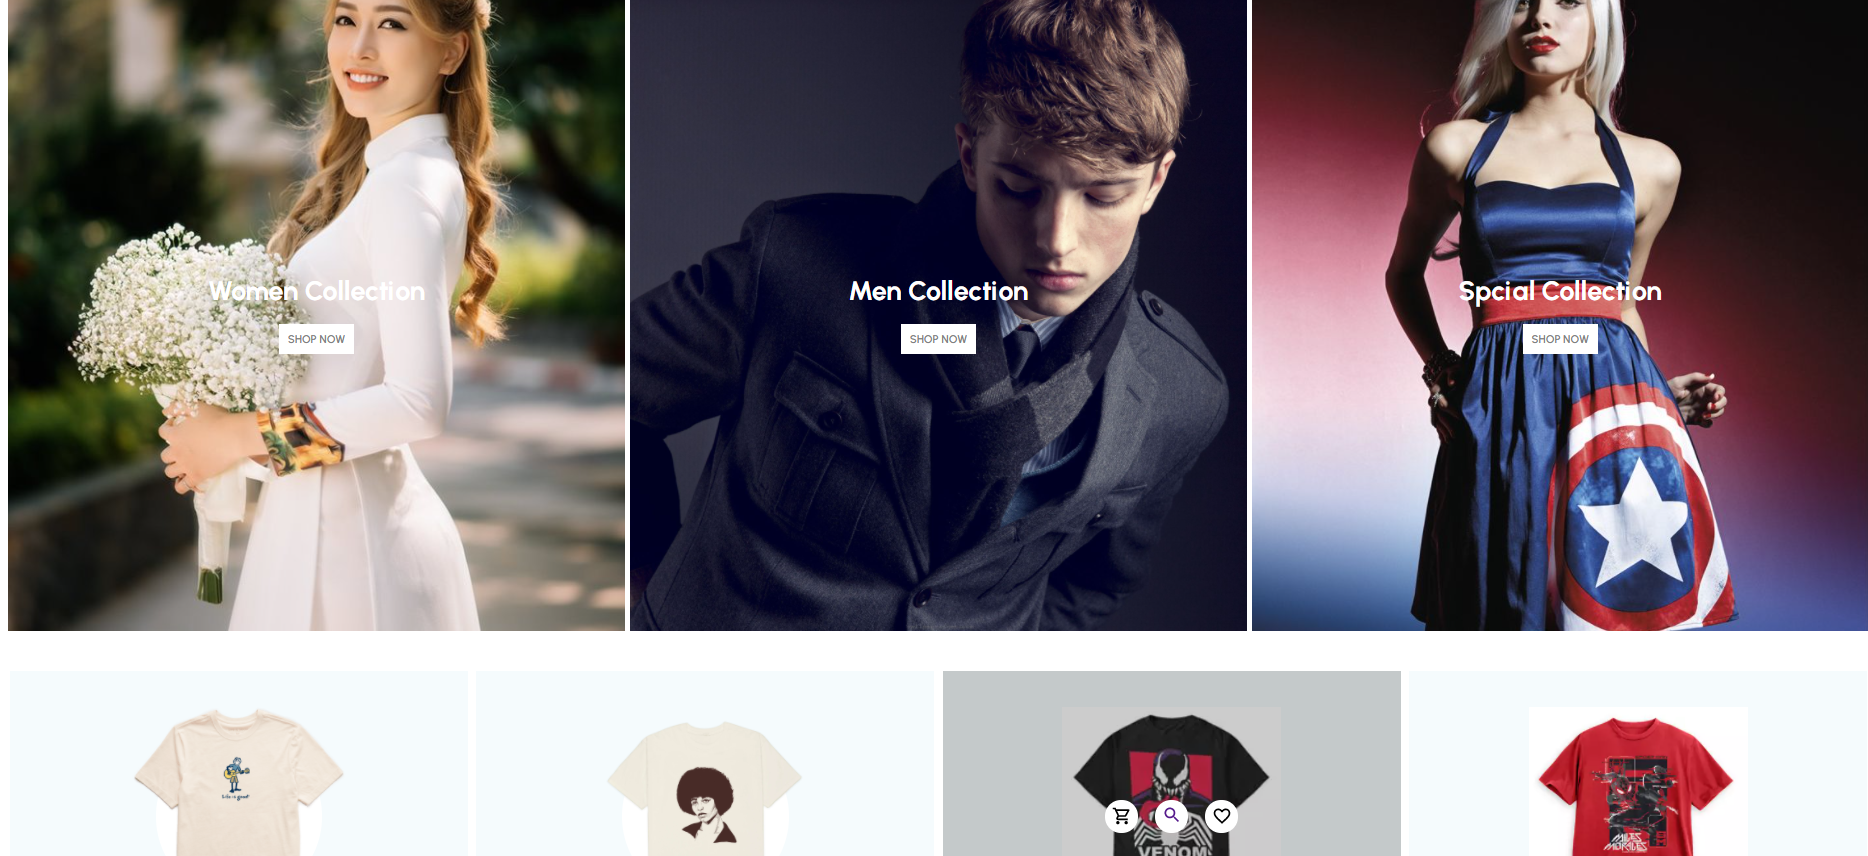 Women Collection
SHOP NOW
Men Collection
SHOP NOW
Spcial Collection
SHOP NOW
Life is good
VENOM
MILES
MORALES